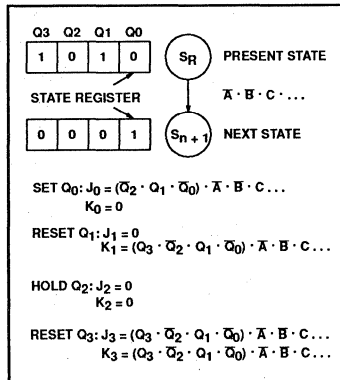 Q3 Q2 Q1 Q0
1 0 1 0 S_R PRESENT STATE
STATE REGISTER A̅ · B̅ · C · ...
0 0 0 1 S_n + 1 NEXT STATE
SET Q₀: J₀ = (Q̅₂ · Q₁ · Q̅₀) · A̅ · B̅ · C ...
K₀ = 0
RESET Q₁: J₁ = 0
K₁ = (Q₃ · Q̅₂ · Q₁ · Q̅₀) · A̅ · B̅ · C ...
HOLD Q₂: J₂ = 0
K₂ = 0
RESET Q₃: J₃ = (Q₃ · Q̅₂ · Q₁ · Q̅₀) · A̅ · B̅ · C ...
K₃ = (Q₃ · Q̅₂ · Q₁ · Q̅₀) · A̅ · B̅ · C ...